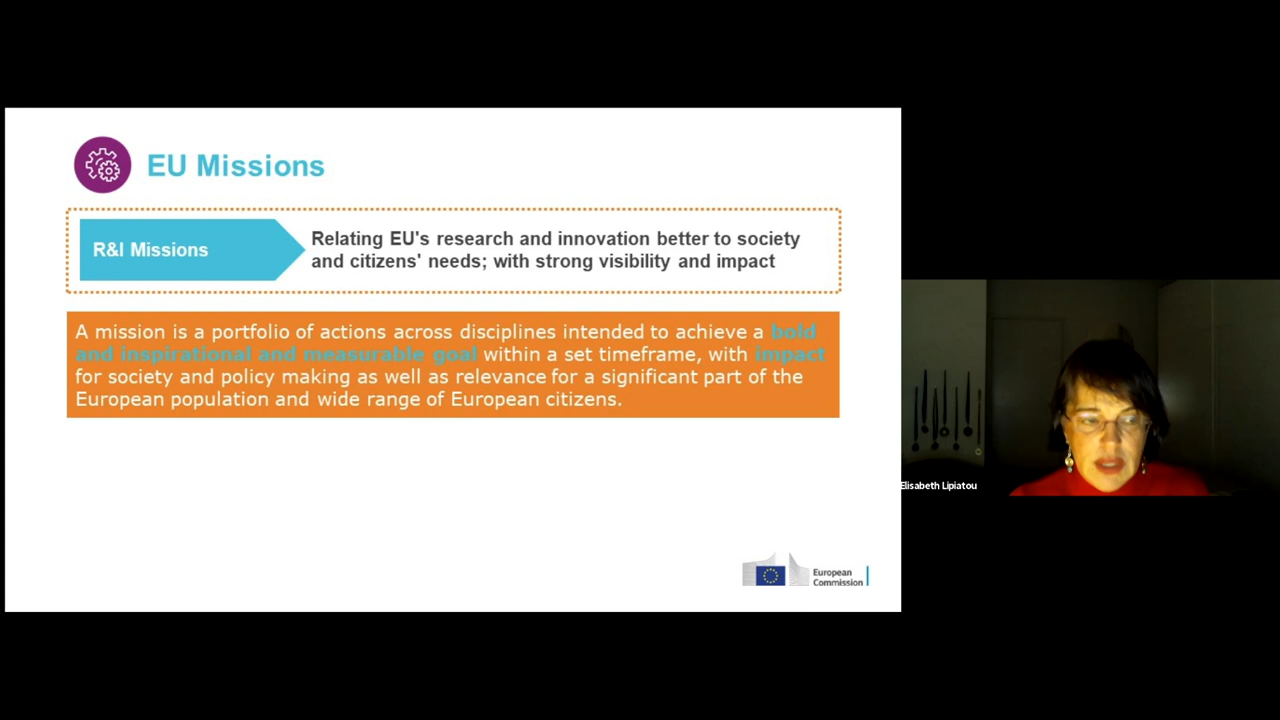 EU Missions
R&I Missions
Relating EU's research and innovation better to society
and citizens' needs; with strong visibility and impact
A mission is a portfolio of actions across disciplines intended to achieve a bold
and inspirational and measurable goal within a set timeframe, with impact
for society and policy making as well as relevance for a significant part of the
European population and wide range of European citizens.
European
Commission
Elisabeth Lipiatou